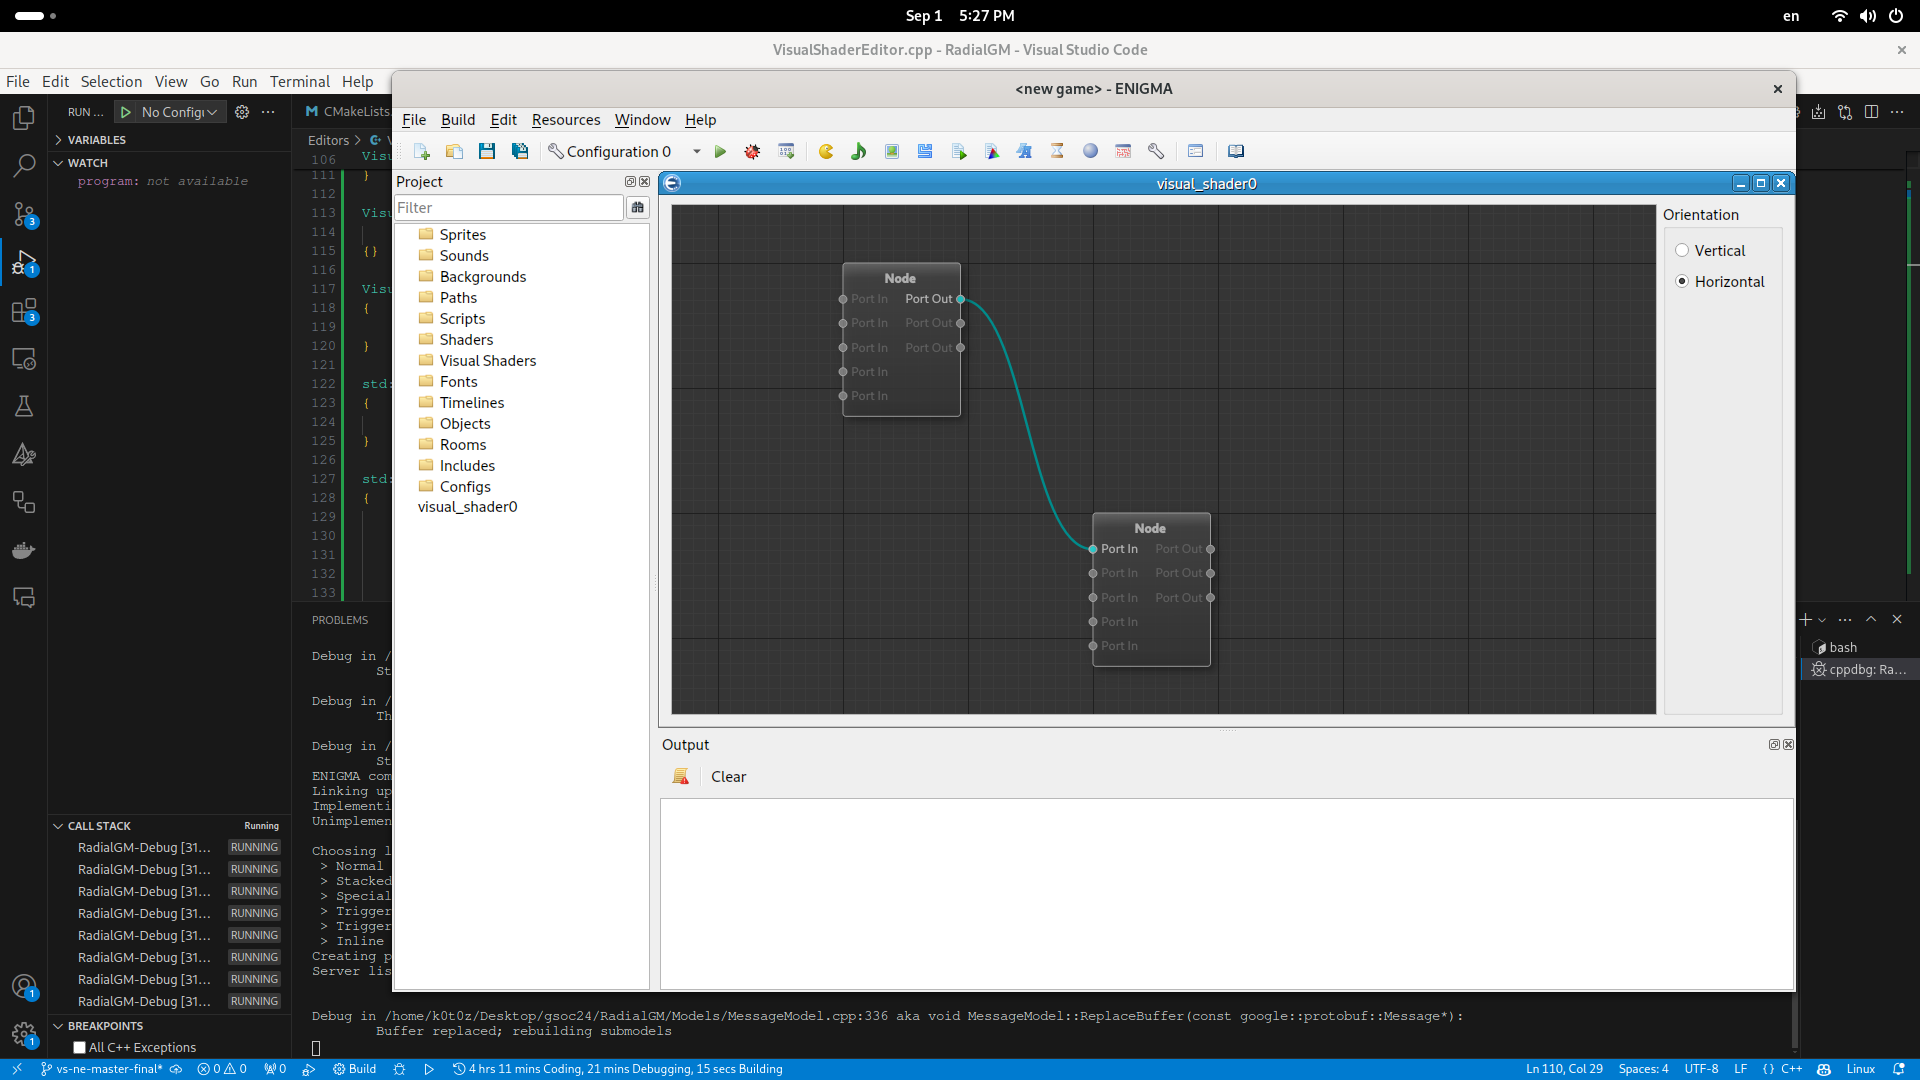 Sep 1 5:27 PM
en
VisualShaderEditor.cpp - RadialGM - Visual Studio Code
File Edit Selection View Go Run Terminal Help
RUN ... No Config
CMakeLists.
VARIABLES
WATCH
program: not available
Editors
106 Visu
111 }
112
113 Visu
114
115 {}
116
117 Visu
118 {
119
120 }
121
122 std:
123 {
124
125 }
126
127 std:
128 {
129
130
131
132
133
<new game> - ENIGMA
File Build Edit Resources Window Help
Configuration 0
Project
Filter
Sprites
Sounds
Backgrounds
Paths
Scripts
Shaders
Visual Shaders
Fonts
Timelines
Objects
Rooms
Includes
Configs
visual_shader0
visual_shader0
Node
Port In Port Out
Port In Port Out
Port In Port Out
Port In
Port In
Node
Port In Port Out
Port In Port Out
Port In Port Out
Port In
Port In
Orientation
Vertical
Horizontal
Output
Clear
PROBLEMS
Debug in /
St
Debug in /
Th
Debug in /
St
ENIGMA com
Linking up
Implementi
Unimplemen
Choosing l
> Normal
> Stacked
> Special
> Trigger
> Trigger
> Inline
Creating p
Server lis
Debug in /home/k0t0z/Desktop/gsoc24/RadialGM/Models/MessageModel.cpp:336 aka void MessageModel::ReplaceBuffer(const google::protobuf::Message*):
Buffer replaced; rebuilding submodels
bash
cppdbg: Ra...
CALL STACK Running
RadialGM-Debug [31... RUNNING
RadialGM-Debug [31... RUNNING
RadialGM-Debug [31... RUNNING
RadialGM-Debug [31... RUNNING
RadialGM-Debug [31... RUNNING
RadialGM-Debug [31... RUNNING
RadialGM-Debug [31... RUNNING
RadialGM-Debug [31... RUNNING
BREAKPOINTS
All C++ Exceptions
3
1
3
1
1
vs-ne-master-final* 0 0 0 Build 4 hrs 11 mins Coding, 21 mins Debugging, 15 secs Building Ln 110, Col 29 Spaces: 4 UTF-8 LF {} C++ Linux